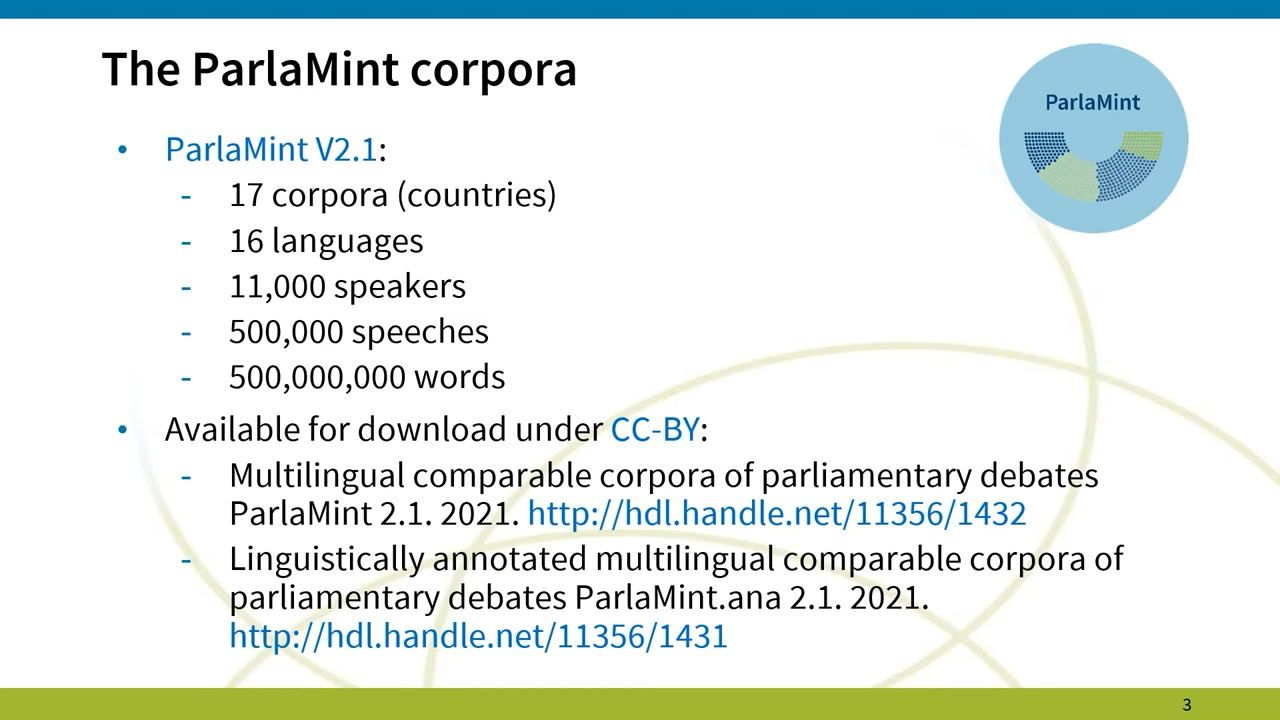 The ParlaMint corpora
ParlaMint
• ParlaMint V2.1:
- 17 corpora (countries)
- 16 languages
- 11,000 speakers
- 500,000 speeches
- 500,000,000 words
• Available for download under CC-BY:
- Multilingual comparable corpora of parliamentary debates
ParlaMint 2.1. 2021. http://hdl.handle.net/11356/1432
- Linguistically annotated multilingual comparable corpora of
parliamentary debates ParlaMint.ana 2.1. 2021.
http://hdl.handle.net/11356/1431
3